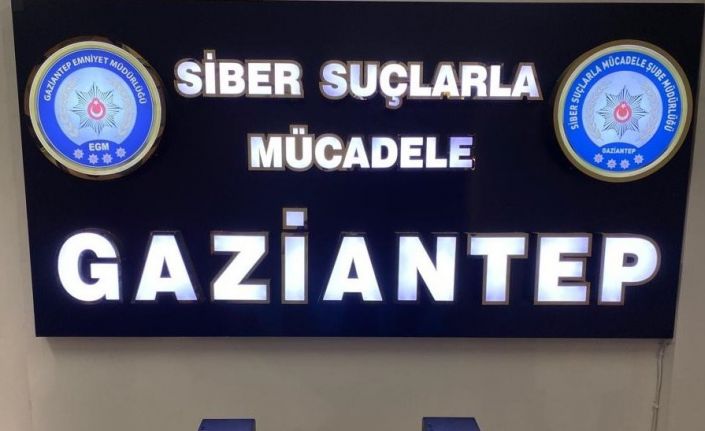 GAZİANTEP EMNİYET MÜDÜRLÜĞÜ
EGM
SİBER SUÇLARLA
MÜCADELE
GAZİANTEP
SİBER SUÇLARLA MÜCADELE ŞUBE MÜDÜRLÜĞÜ
GAZİANTEP